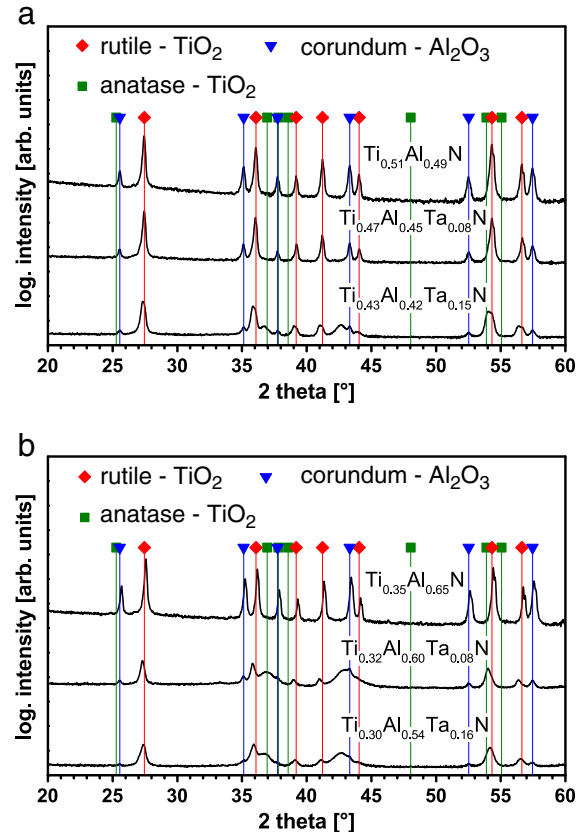 a
rutile - TiO₂ corundum - Al₂O₃
anatase - TiO₂
Ti₀.₅₁Al₀.₄₉N
Ti₀.₄₇Al₀.₄₅Ta₀.₀₈N
Ti₀.₄₃Al₀.₄₂Ta₀.₁₅N
log. intensity [arb. units]
20 25 30 35 40 45 50 55 60
2 theta [°]
b
rutile - TiO₂ corundum - Al₂O₃
anatase - TiO₂
Ti₀.₃₅Al₀.₆₅N
Ti₀.₃₂Al₀.₆₀Ta₀.₀₈N
Ti₀.₃₀Al₀.₅₄Ta₀.₁₆N
log. intensity [arb. units]
20 25 30 35 40 45 50 55 60
2 theta [°]